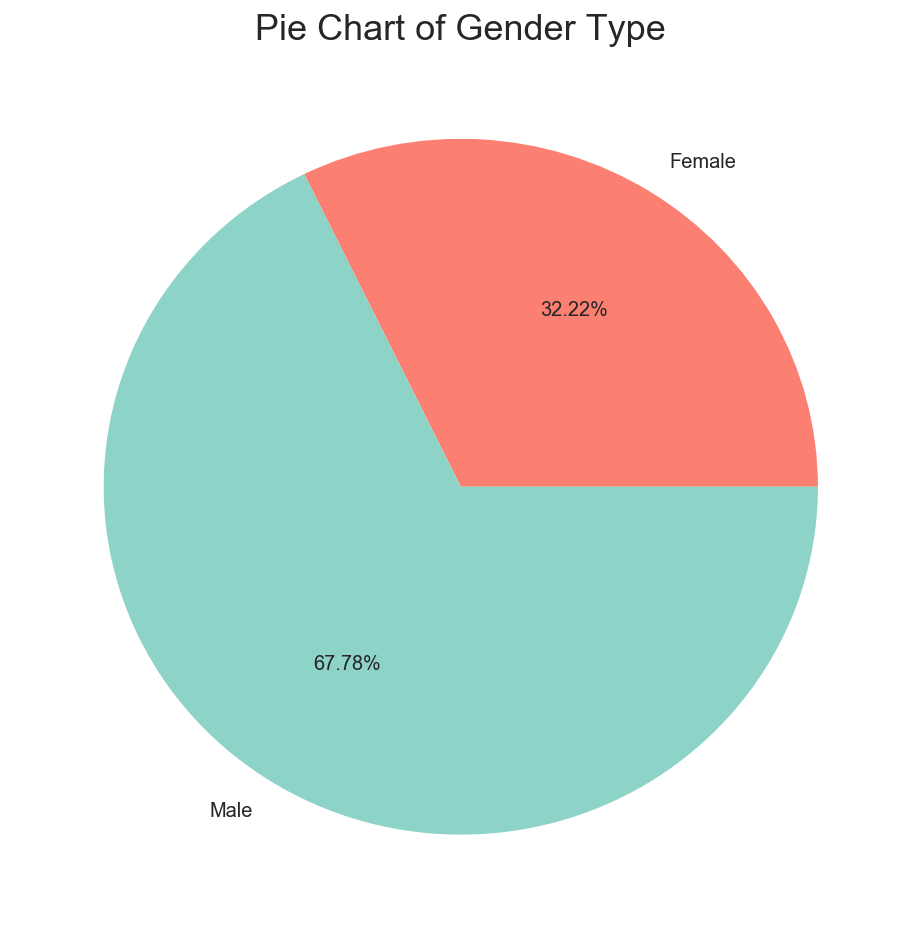 Pie Chart of Gender Type
Female
32.22%
67.78%
Male